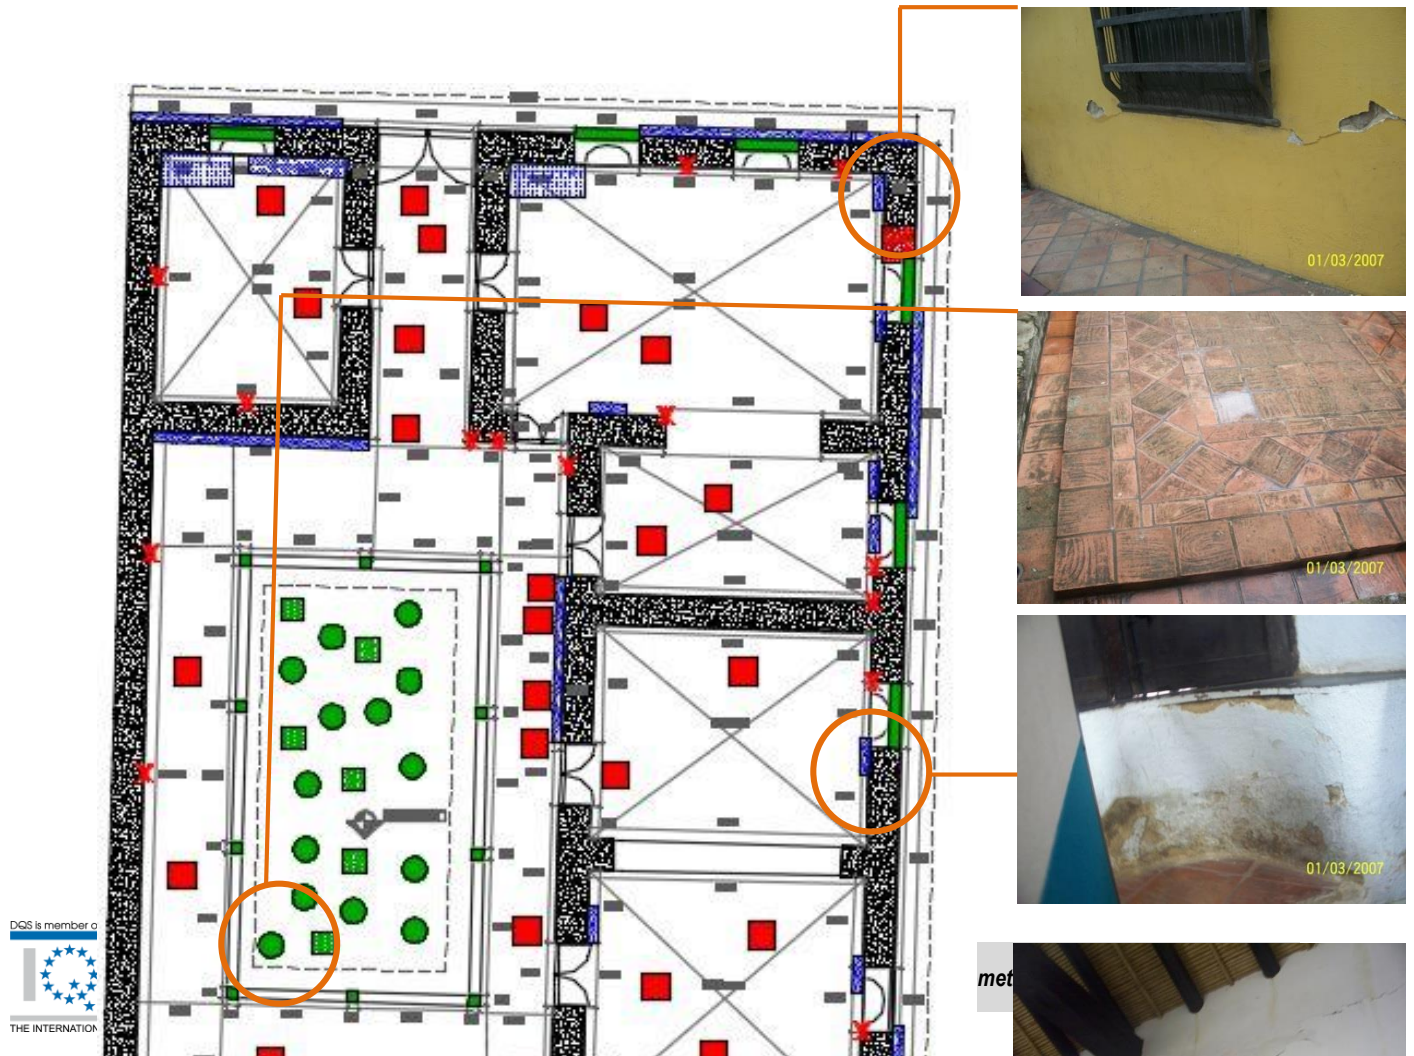 01/03/2007
01/03/2007
01/03/2007
DQS is member o
THE INTERNATION
met